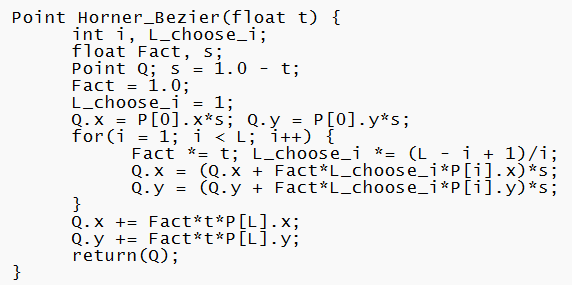 Point Horner_Bezier(float t) {
int i, L_choose_i;
float Fact, s;
Point Q; s = 1.0 - t;
Fact = 1.0;
L_choose_i = 1;
Q.x = P[0].x*s; Q.y = P[0].y*s;
for(i = 1; i < L; i++) {
Fact *= t; L_choose_i *= (L - i + 1)/i;
Q.x = (Q.x + Fact*L_choose_i*P[i].x)*s;
Q.y = (Q.y + Fact*L_choose_i*P[i].y)*s;
}
Q.x += Fact*t*P[L].x;
Q.y += Fact*t*P[L].y;
return(Q);
}